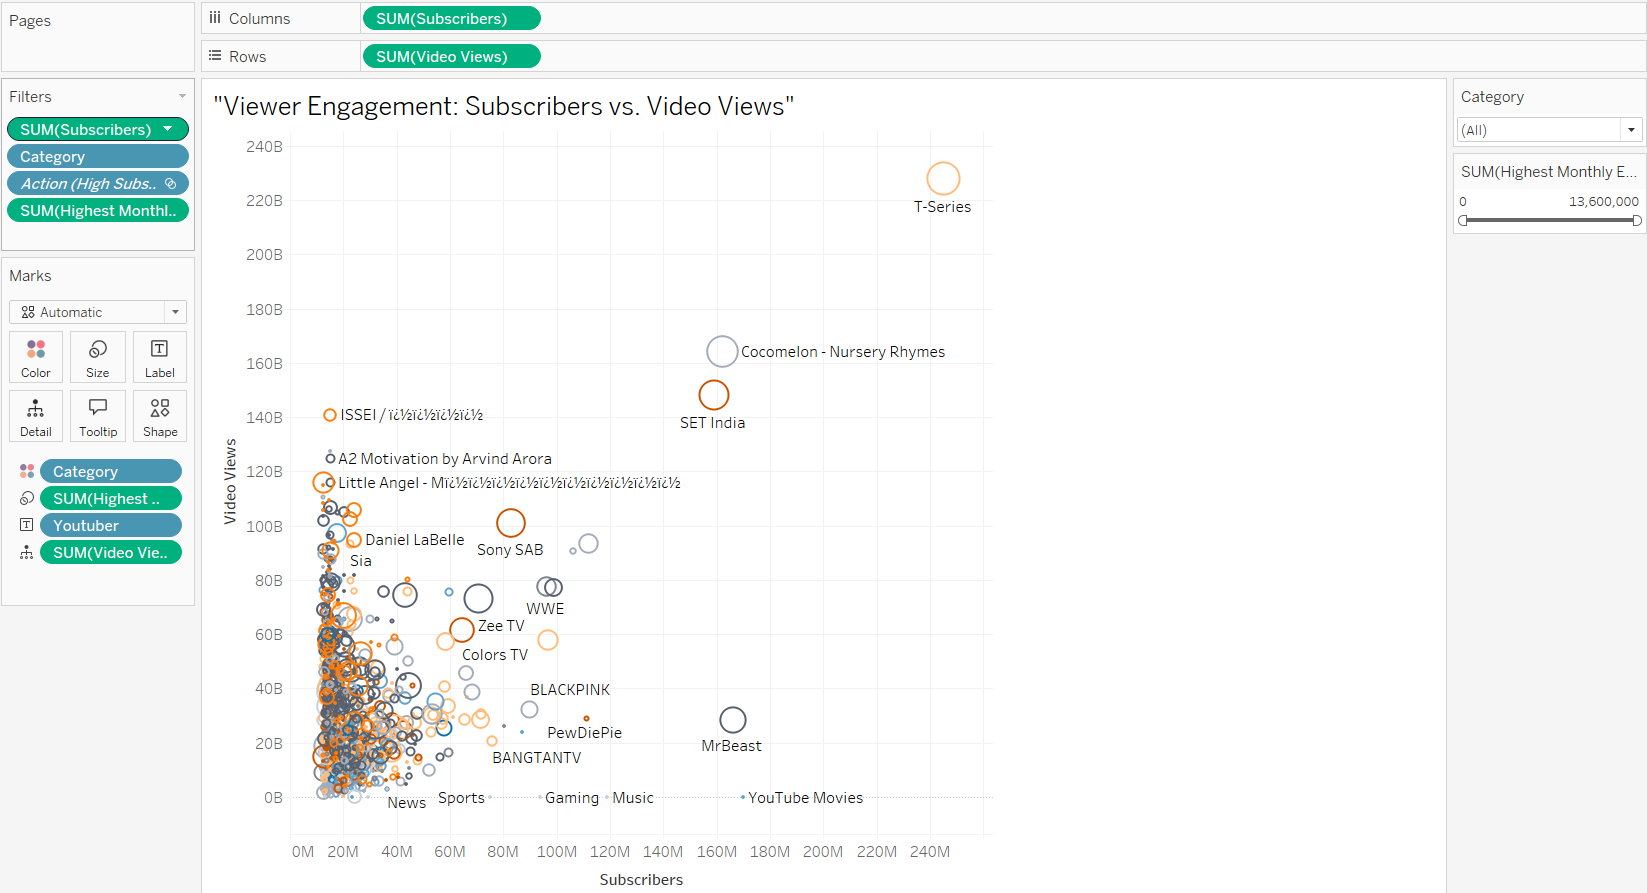 Pages
Columns
SUM(Subscribers)
Rows
SUM(Video Views)
Filters
SUM(Subscribers)
Category
Action (High Subs..
SUM(Highest Monthl..
Marks
Automatic
Color
Size
Label
Detail
Tooltip
Shape
Category
SUM(Highest ..
Youtuber
SUM(Video Vie..
"Viewer Engagement: Subscribers vs. Video Views"
240B
220B
200B
180B
160B
140B
120B
100B
80B
60B
40B
20B
0B
Video Views
T-Series
Cocomelon - Nursery Rhymes
SET India
ISSEI / ï¿½ï¿½ï¿½ï¿½
A2 Motivation by Arvind Arora
Little Angel - Mï¿½ï¿½ï¿½ï¿½ï¿½ï¿½ï¿½ï¿½ï¿½ï¿½
Daniel LaBelle
Sony SAB
Sia
WWE
Zee TV
Colors TV
BLACKPINK
PewDiePie
MrBeast
BANGTANTV
News
Sports
Gaming
Music
YouTube Movies
0M 20M 40M 60M 80M 100M 120M 140M 160M 180M 200M 220M 240M
Subscribers
Category
(All)
SUM(Highest Monthly E...
0 13,600,000